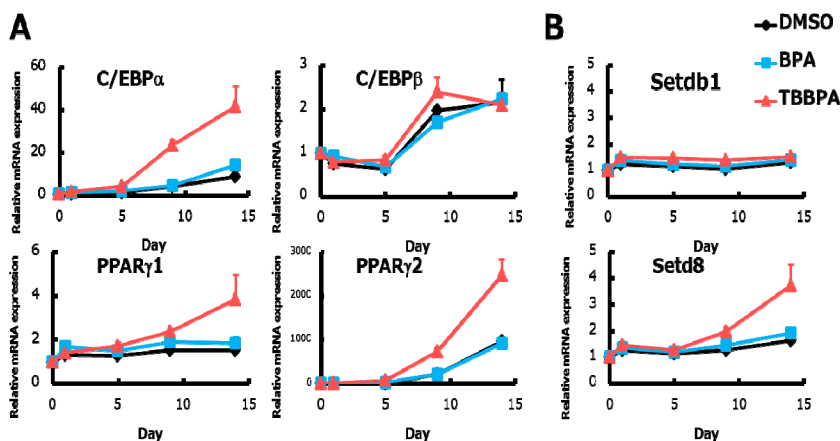 A
B
DMSO
BPA
TBBPA
C/EBPα
Relative mRNA expression
60
40
20
0
0 5 10 15
Day
C/EBPβ
Relative mRNA expression
3
2
1
0
0 5 10 15
Day
Setdb1
Relative mRNA expression
5
4
3
2
1
0 5 10 15
Day
PPARγ1
Relative mRNA expression
6
4
2
0
0 5 10 15
Day
PPARγ2
Relative mRNA expression
3000
2000
1000
0
0 5 10 15
Day
Setd8
Relative mRNA expression
5
4
3
2
1
0 5 10 15
Day